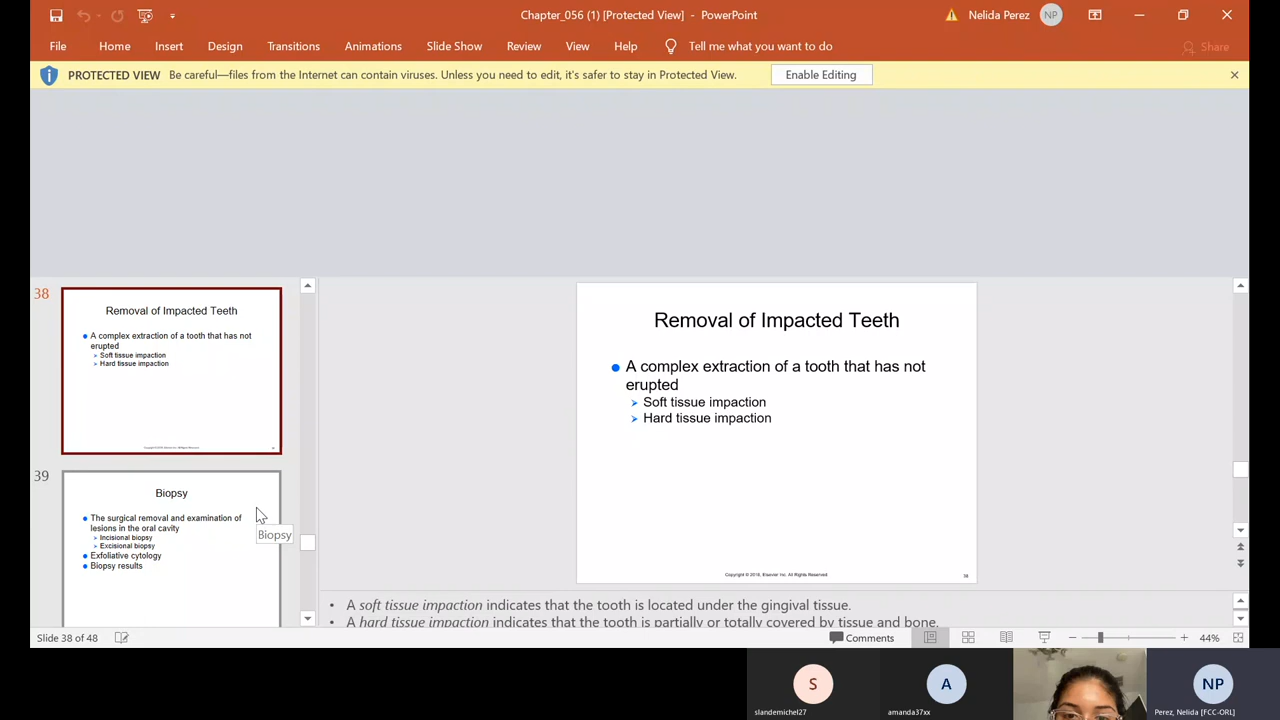 Chapter_056 (1) [Protected View] - PowerPoint
Nelida Perez
NP
File Home Insert Design Transitions Animations Slide Show Review View Help Tell me what you want to do Share
PROTECTED VIEW Be careful—files from the Internet can contain viruses. Unless you need to edit, it's safer to stay in Protected View. Enable Editing
38
Removal of Impacted Teeth
A complex extraction of a tooth that has not
erupted
Soft tissue impaction
Hard tissue impaction
39
Biopsy
The surgical removal and examination of
lesions in the oral cavity
Incisional biopsy
Excisional biopsy
Exfoliative cytology
Biopsy results
Biopsy
Removal of Impacted Teeth
A complex extraction of a tooth that has not
erupted
Soft tissue impaction
Hard tissue impaction
Copyright © 2018, Elsevier Inc. All Rights Reserved.
38
• A soft tissue impaction indicates that the tooth is located under the gingival tissue.
• A hard tissue impaction indicates that the tooth is partially or totally covered by tissue and bone.
Slide 38 of 48
Comments
44%
S
slandemichel27
A
amanda37xx
NP
Perez, Nelida [FCC-ORL]